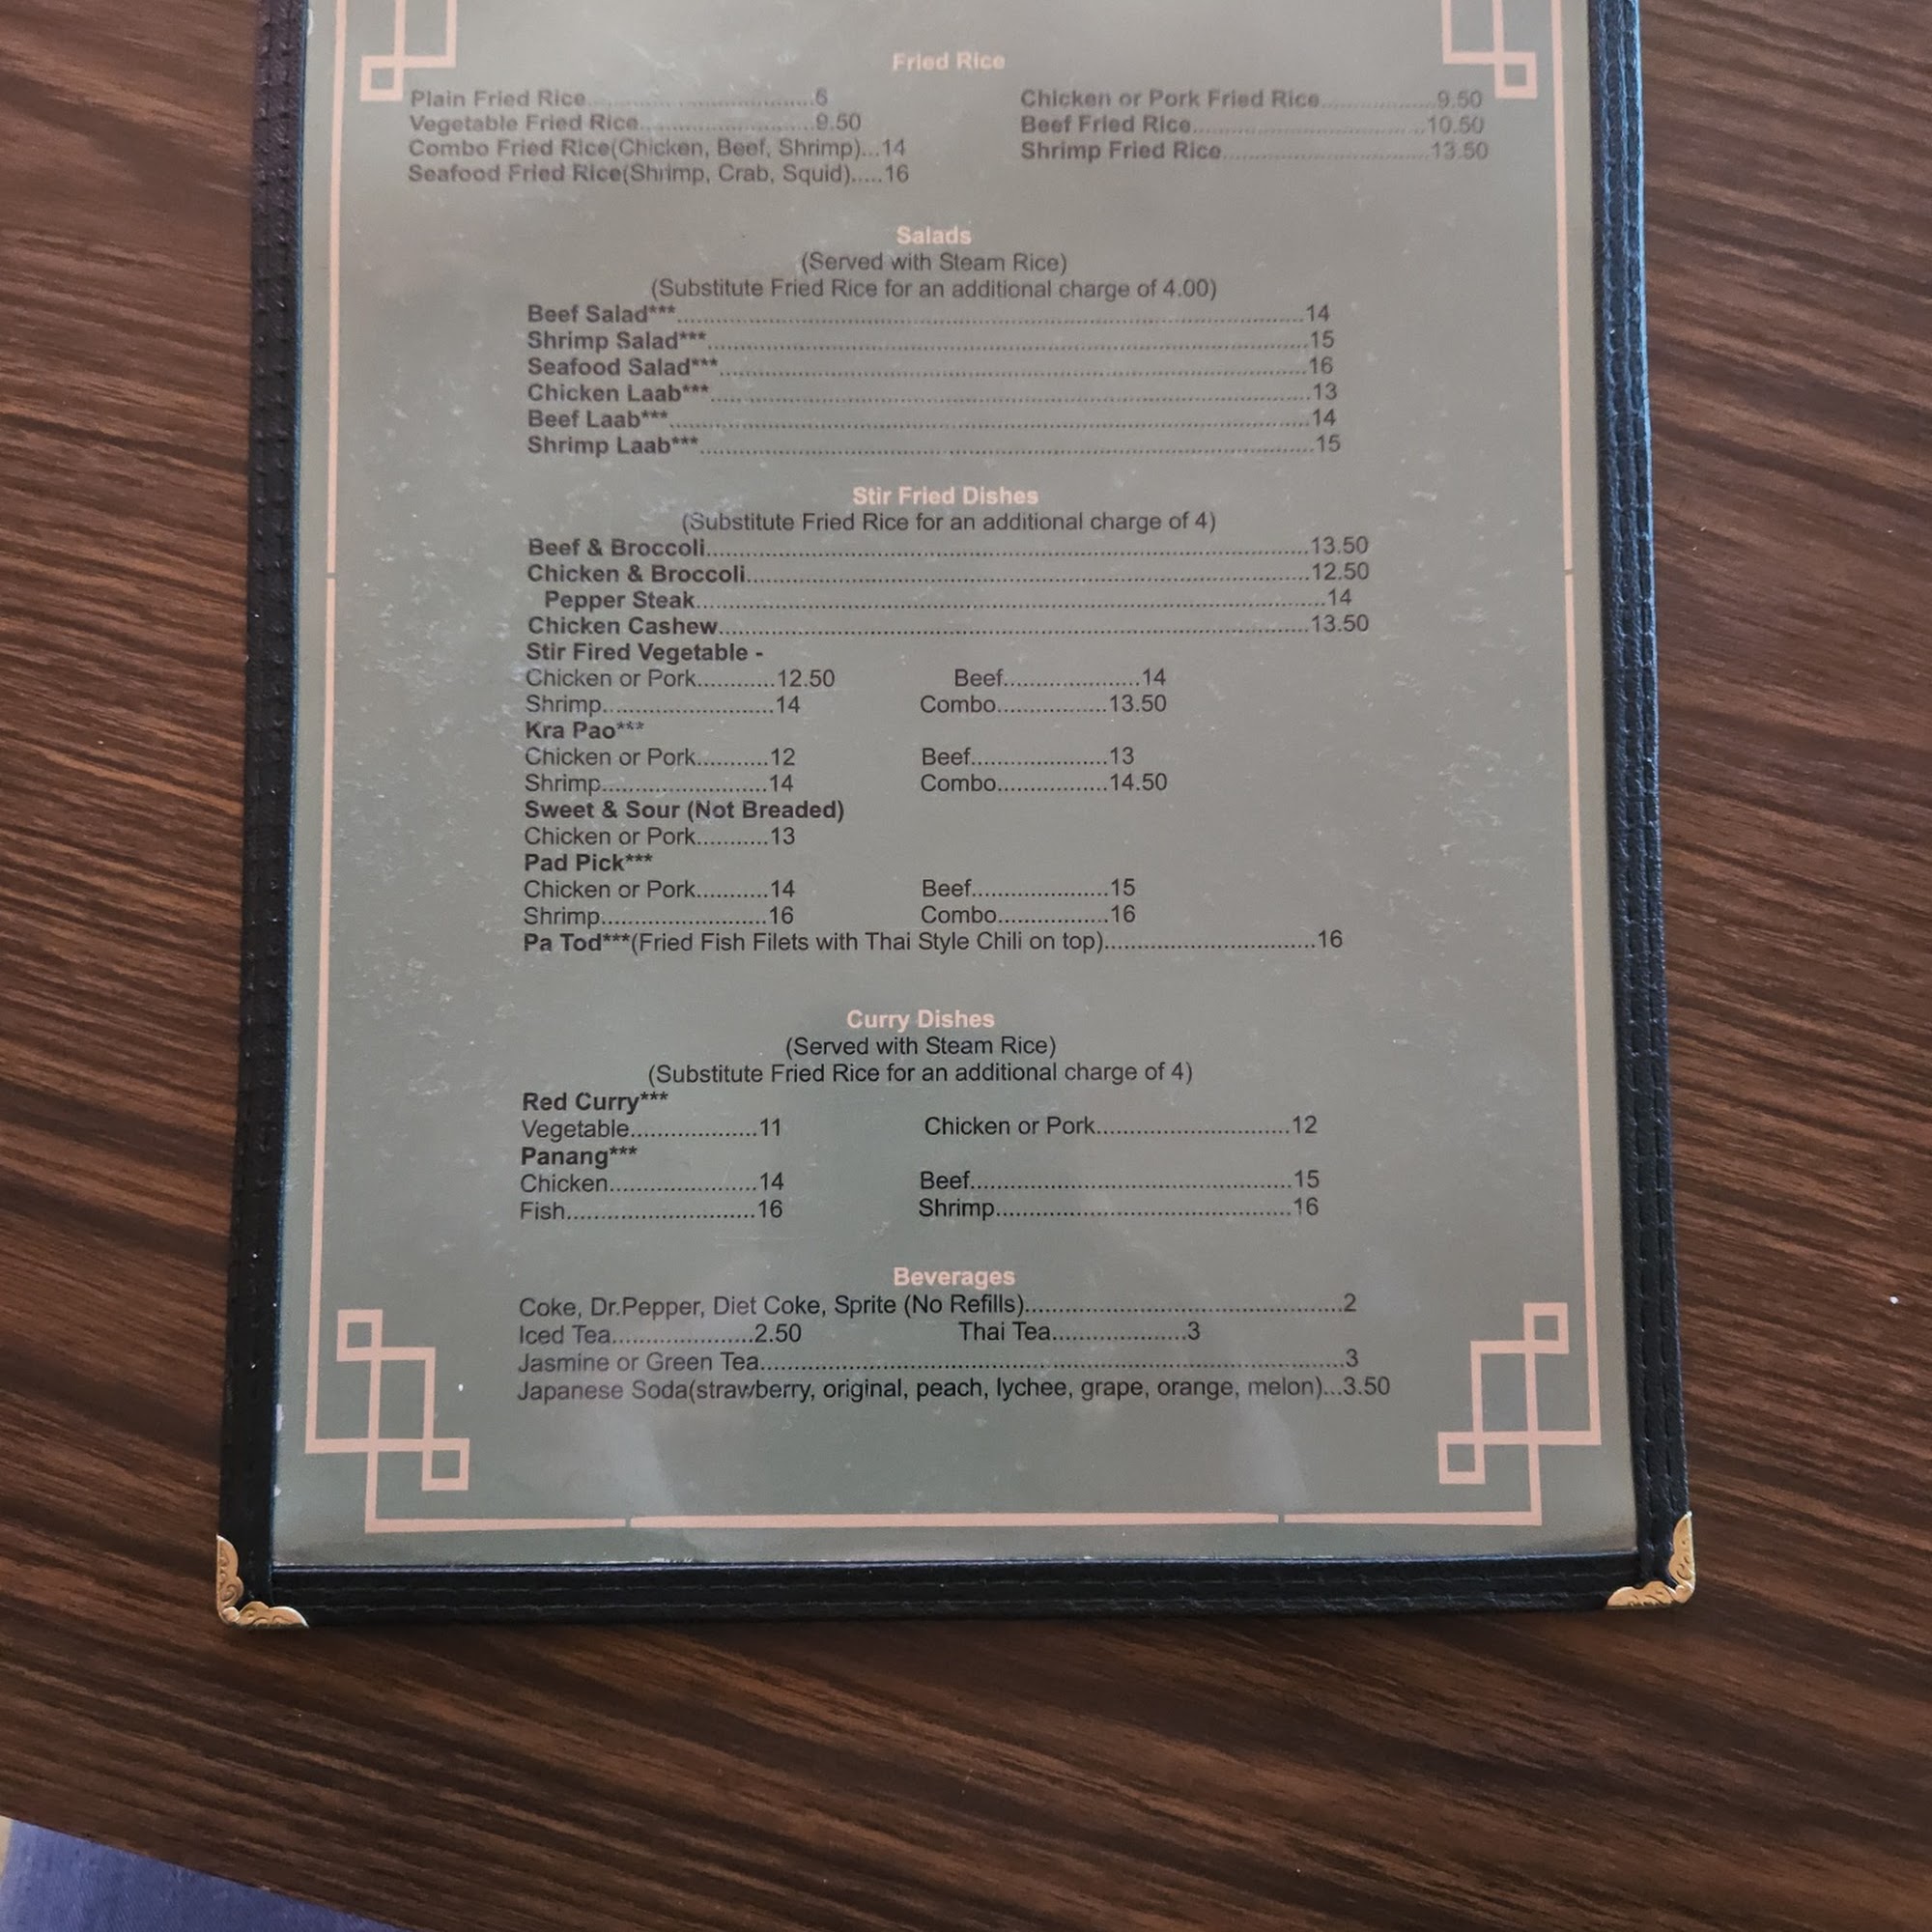 Fried Rice
Plain Fried Rice..............................6 Chicken or Pork Fried Rice.................9.50
Vegetable Fried Rice.........................9.50 Beef Fried Rice...................................10.50
Combo Fried Rice(Chicken, Beef, Shrimp)...14 Shrimp Fried Rice...............................13.50
Seafood Fried Rice(Shrimp, Crab, Squid).....16
Salads
(Served with Steam Rice)
(Substitute Fried Rice for an additional charge of 4.00)
Beef Salad***..............................14
Shrimp Salad***..............................15
Seafood Salad***..............................16
Chicken Laab***..............................13
Beef Laab***..............................14
Shrimp Laab***..............................15
Stir Fried Dishes
(Substitute Fried Rice for an additional charge of 4)
Beef & Broccoli..............................13.50
Chicken & Broccoli..............................12.50
Pepper Steak..............................14
Chicken Cashew..............................13.50
Stir Fired Vegetable -
Chicken or Pork............12.50 Beef.....................14
Shrimp..........................14 Combo.................13.50
Kra Pao***
Chicken or Pork...........12 Beef.....................13
Shrimp.........................14 Combo.................14.50
Sweet & Sour (Not Breaded)
Chicken or Pork...........13
Pad Pick***
Chicken or Pork...........14 Beef.....................15
Shrimp.........................16 Combo.................16
Pa Tod***(Fried Fish Filets with Thai Style Chili on top)................................16
Curry Dishes
(Served with Steam Rice)
(Substitute Fried Rice for an additional charge of 4)
Red Curry***
Vegetable...................11 Chicken or Pork.............................12
Panang***
Chicken......................14 Beef................................................15
Fish............................16 Shrimp............................................16
Beverages
Coke, Dr.Pepper, Diet Coke, Sprite (No Refills)................................................2
Iced Tea.....................2.50 Thai Tea....................3
Jasmine or Green Tea..............................3
Japanese Soda(strawberry, original, peach, lychee, grape, orange, melon)...3.50